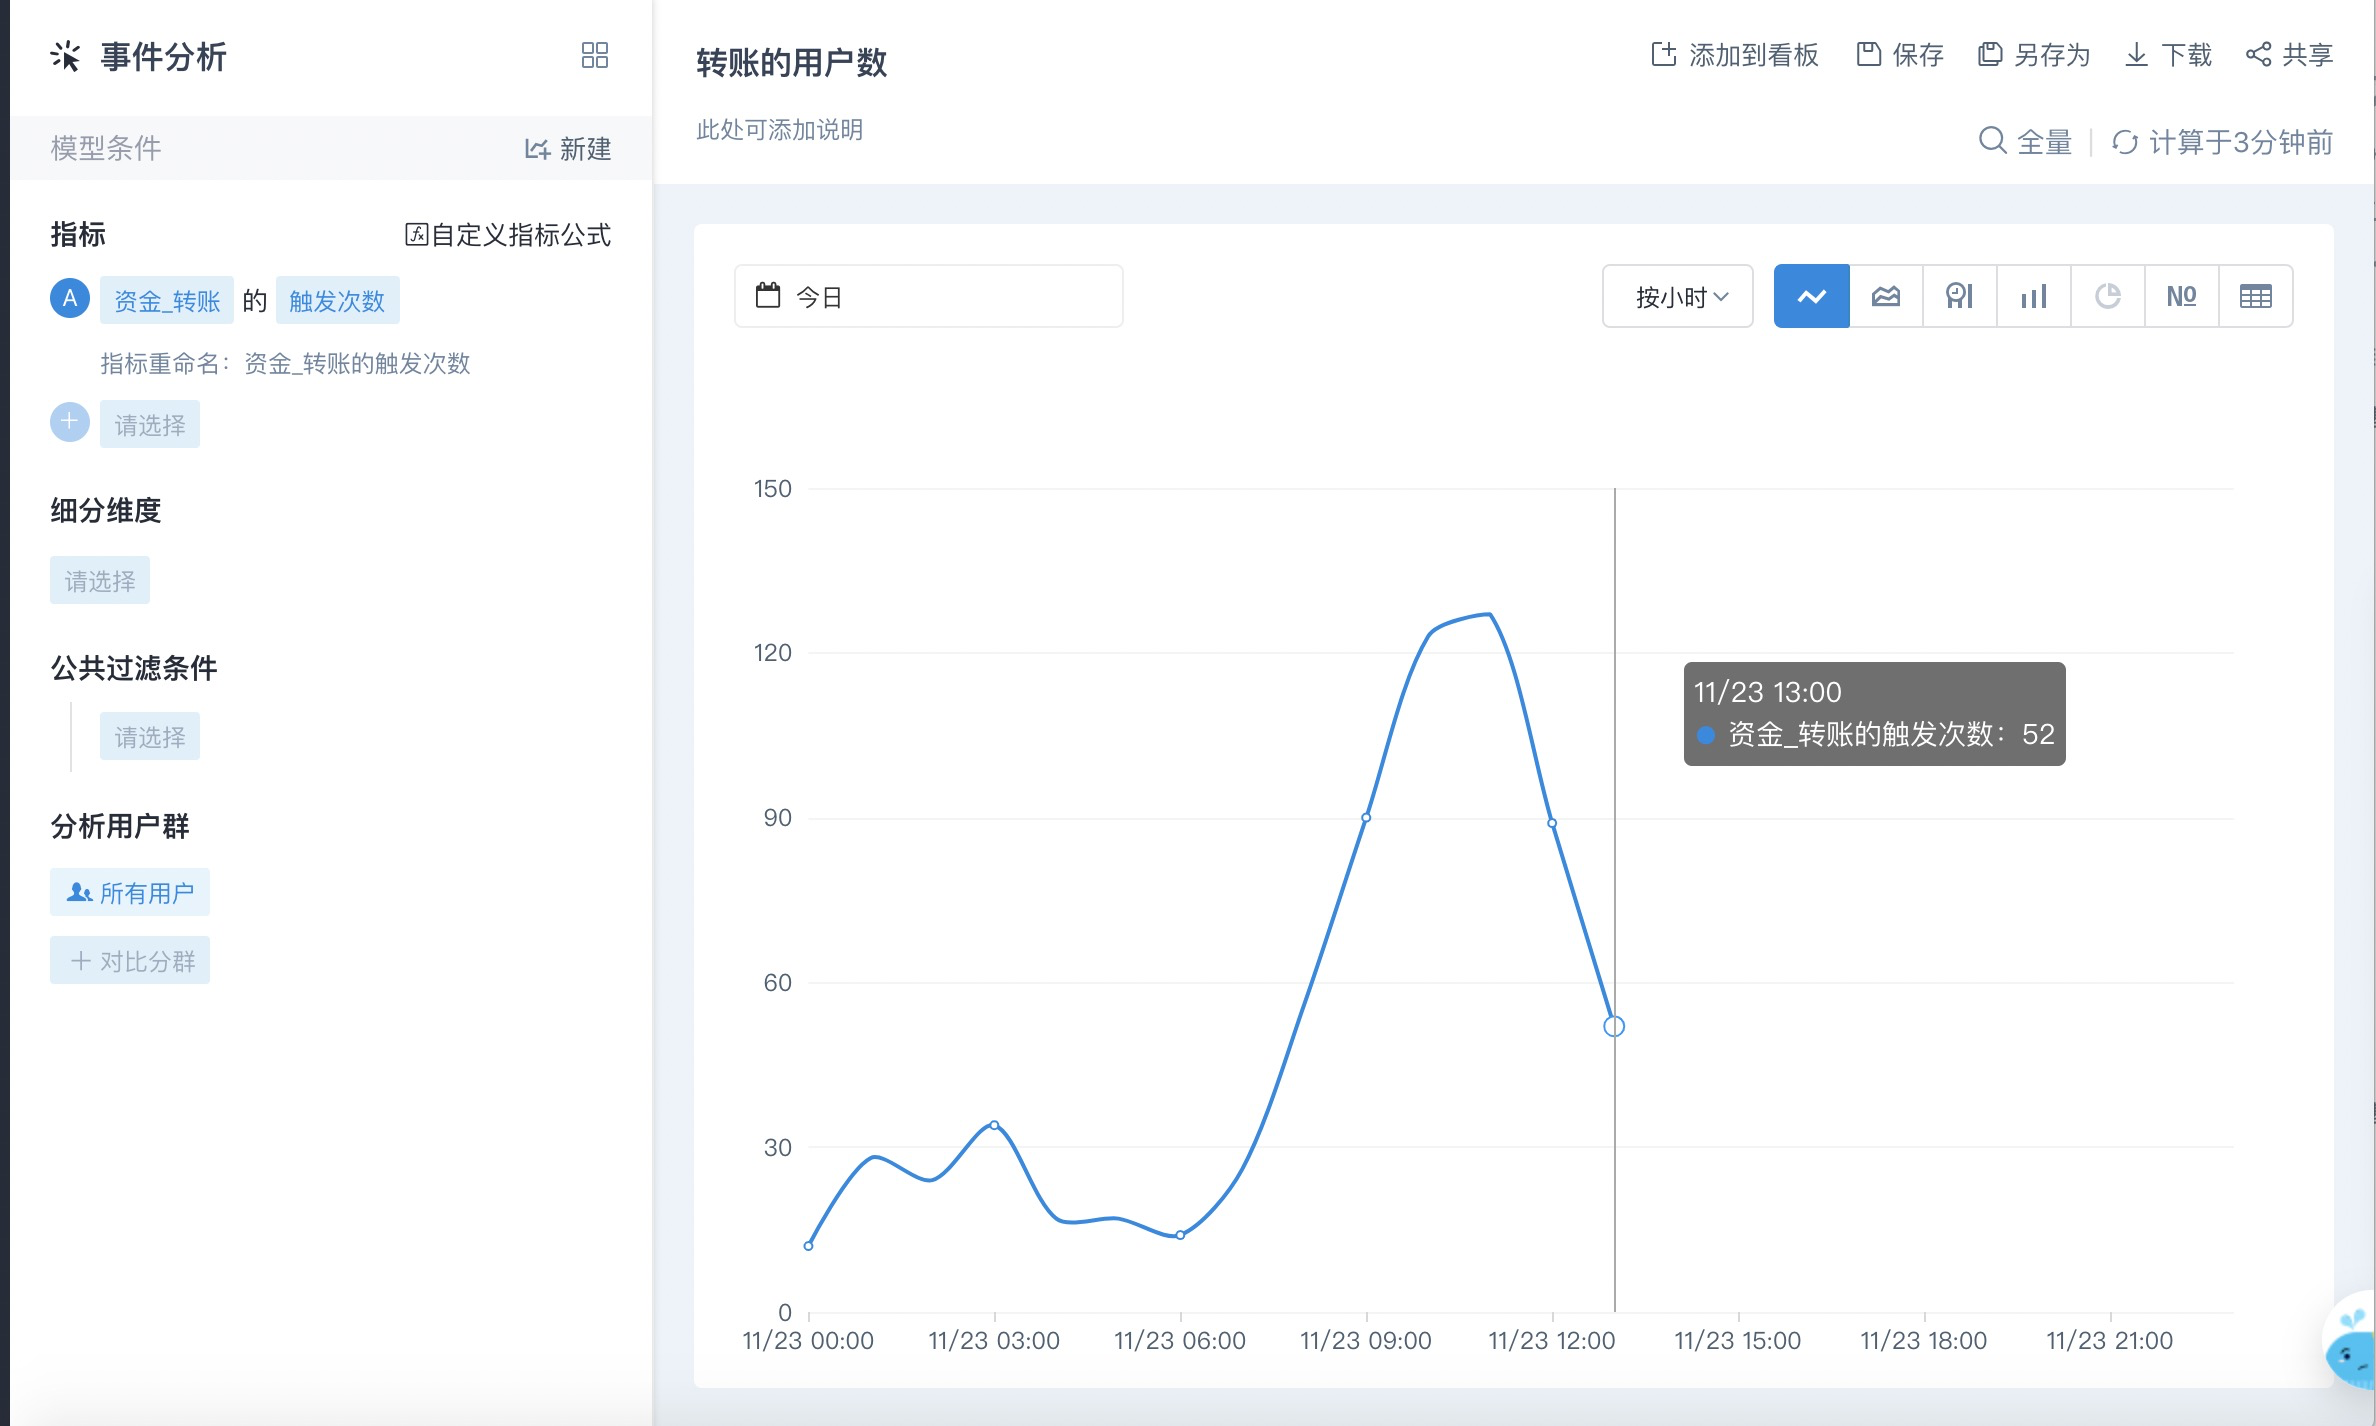 事件分析
模型条件 新建
指标 自定义指标公式
A 资金_转账 的 触发次数
指标重命名：资金_转账的触发次数
请选择
细分维度
请选择
公共过滤条件
请选择
分析用户群
所有用户
对比分群
转账的用户数
添加到看板 保存 另存为 下载 共享
此处可添加说明
全量 计算于3分钟前
今日 按小时 NO
150
120
90
60
30
0
11/23 13:00
资金_转账的触发次数：52
11/23 00:00 11/23 03:00 11/23 06:00 11/23 09:00 11/23 12:00 11/23 15:00 11/23 18:00 11/23 21:00